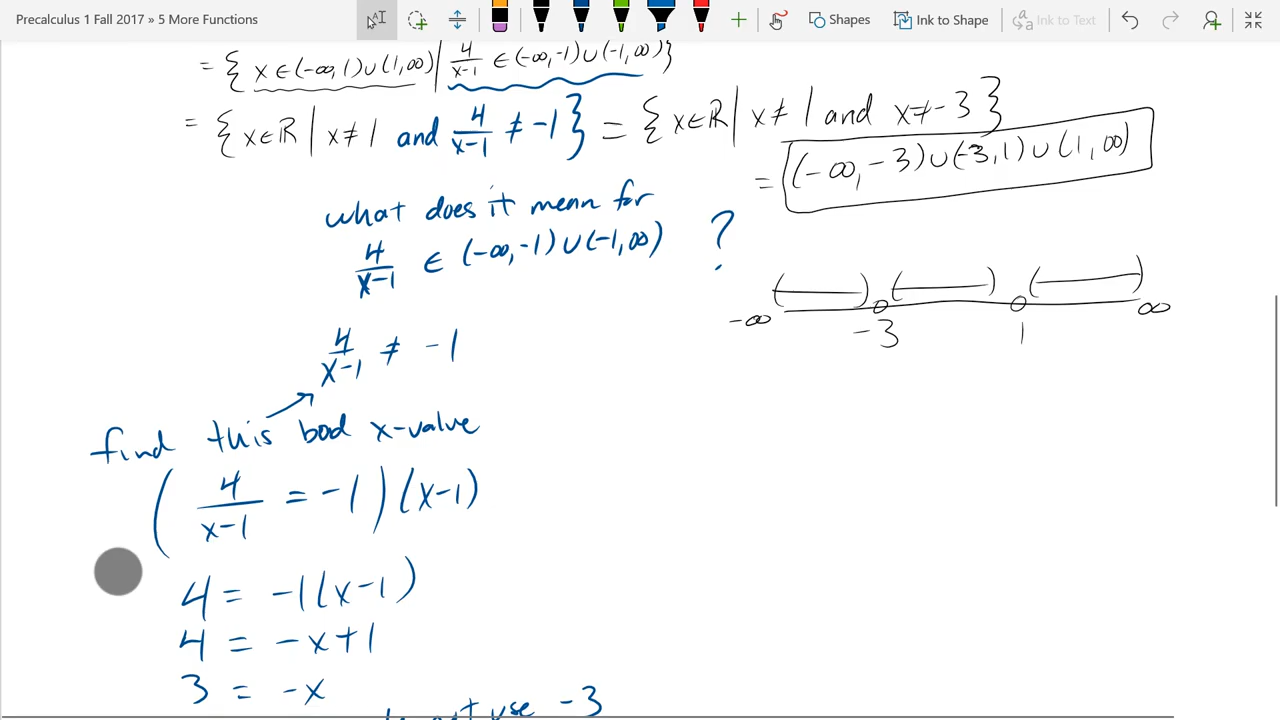 Precalculus 1 Fall 2017 » 5 More Functions
Shapes
Ink to Shape
Ink to Text
= { x∈(-∞,1)∪(1,∞) | 4/(x-1) ∈ (-∞,-1)∪(-1,∞) }
= { x∈ℝ | x≠1 and 4/(x-1) ≠ -1 } = { x∈ℝ | x≠1 and x≠-3 }
= (-∞,-3)∪(-3,1)∪(1,∞)
what does it mean for
4/(x-1) ∈ (-∞,-1)∪(-1,∞) ?
-∞ -3 1 ∞
4/(x-1) ≠ -1
find this bad x-value
( 4/(x-1) = -1 ) (x-1)
4 = -1(x-1)
4 = -x+1
3 = -x
use -3